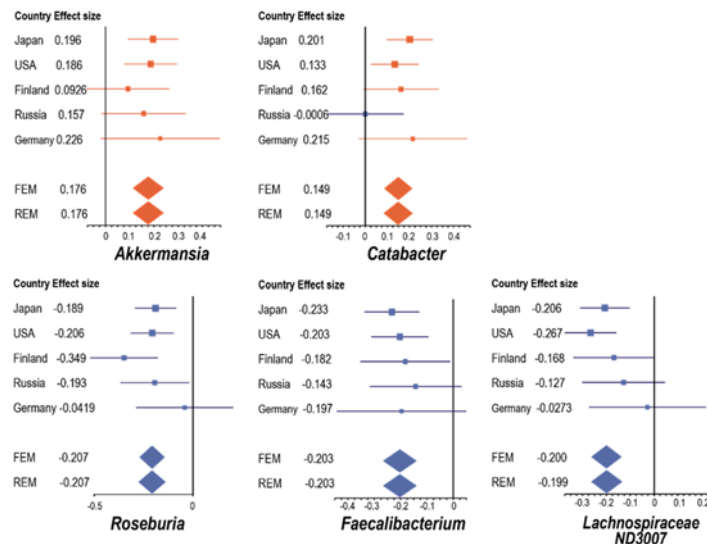 Country Effect size
Japan 0.196
USA 0.186
Finland 0.0926
Russia 0.157
Germany 0.226
FEM 0.176
REM 0.176
0 0.1 0.2 0.3 0.4
Akkermansia
Country Effect size
Japan 0.201
USA 0.133
Finland 0.162
Russia -0.0006
Germany 0.215
FEM 0.149
REM 0.149
-0.1 0 0.1 0.2 0.3 0.4
Catabacter
Country Effect size
Japan -0.189
USA -0.206
Finland -0.349
Russia -0.193
Germany -0.0419
FEM -0.207
REM -0.207
-0.5 0
Roseburia
Country Effect size
Japan -0.233
USA -0.203
Finland -0.182
Russia -0.143
Germany -0.197
FEM -0.203
REM -0.203
-0.4 -0.3 -0.2 -0.1 0
Faecalibacterium
Country Effect size
Japan -0.206
USA -0.267
Finland -0.168
Russia -0.127
Germany -0.0273
FEM -0.200
REM -0.199
-0.3 -0.2 -0.1 0 0.1 0.2
Lachnospiraceae
ND3007